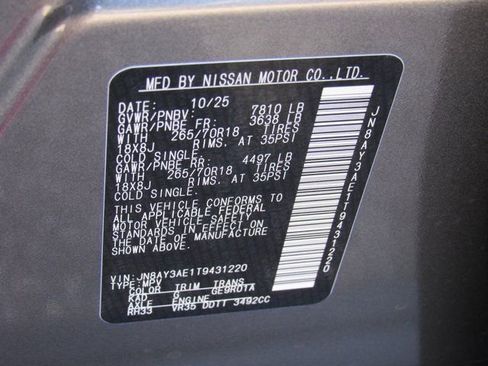 MFD BY NISSAN MOTOR CO.,LTD.
DATE: 10/25
GVWR/PNBV: 7810 LB
GAWR/PNBE FR: 3638 LB
WITH 265/70R18 TIRES
18X8J RIMS. AT 35PSI
COLD SINGLE.
GAWR/PNBE RR: 4497 LB
WITH 265/70R18 TIRES
18X8J RIMS. AT 35PSI
COLD SINGLE.
THIS VEHICLE CONFORMS TO
ALL APPLICABLE FEDERAL
MOTOR VEHICLE SAFETY
STANDARDS IN EFFECT ON
THE DATE OF MANUFACTURE
SHOWN ABOVE.
VIN: JN8AY3AE1T9431220
TYPE: MPV
COLOR TRIM TRANS
KAD G GE9R01A
AXLE ENGINE
RH33 VR35 DDTT 3492CC
JN8AY3AE1T9431220